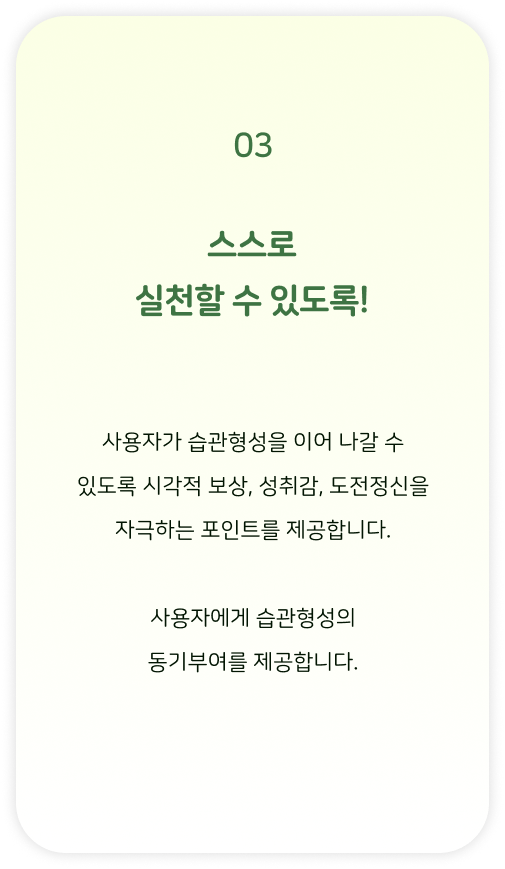 03
스스로
실천할 수 있도록!
사용자가 습관형성을 이어 나갈 수
있도록 시각적 보상, 성취감, 도전정신을
자극하는 포인트를 제공합니다.
사용자에게 습관형성의
동기부여를 제공합니다.